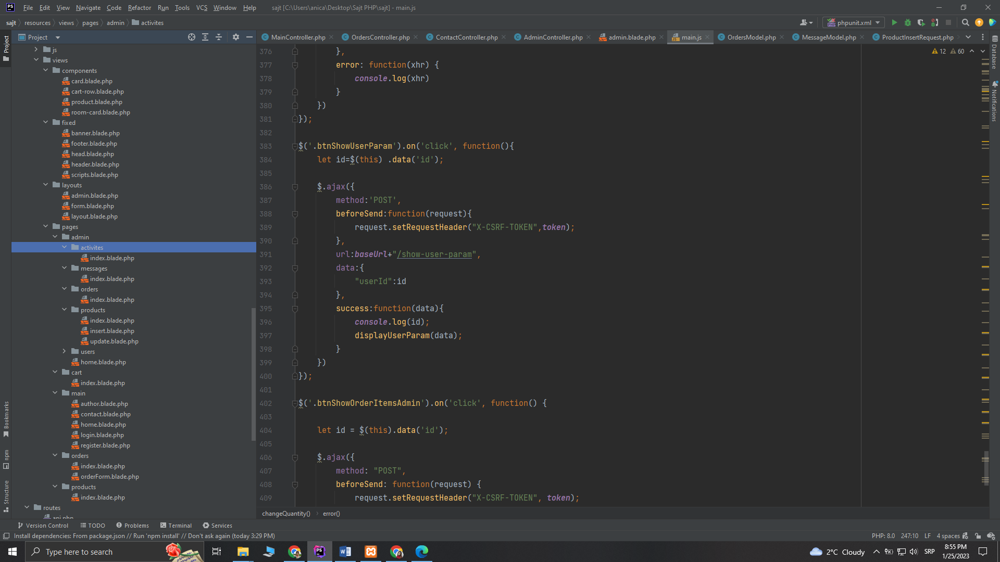 PS File Edit View Navigate Code Refactor Run Tools VCS Window Help sajt [C:\Users\anica\Desktop\Sajt PHP\sajt] - main.js
sajt resources views pages admin activites phpunit.xml
Project
MainController.php OrdersController.php ContactController.php AdminController.php admin.blade.php main.js OrdersModel.php MessageModel.php ProductInsertRequest.php
12 60
Project
Bookmarks
npm
Structure
Database
Notifications
js
views
components
card.blade.php
cart-row.blade.php
product.blade.php
room-card.blade.php
fixed
banner.blade.php
footer.blade.php
head.blade.php
header.blade.php
scripts.blade.php
layouts
admin.blade.php
form.blade.php
layout.blade.php
pages
admin
activites
index.blade.php
messages
index.blade.php
orders
index.blade.php
products
index.blade.php
insert.blade.php
update.blade.php
users
home.blade.php
cart
index.blade.php
main
author.blade.php
contact.blade.php
home.blade.php
login.blade.php
register.blade.php
orders
index.blade.php
orderForm.blade.php
products
index.blade.php
routes
api.php
376 },
377 error: function(xhr) {
378 console.log(xhr)
379 }
380 })
381 });
382
383 $('.btnShowUserParam').on('click', function(){
384 let id=$(this) .data('id');
385
386 $.ajax({
387 method:'POST',
388 beforeSend:function(request){
389 request.setRequestHeader("X-CSRF-TOKEN",token);
390 },
391 url:baseUrl+"/show-user-param",
392 data:{
393 "userId":id
394 },
395 success:function(data){
396 console.log(id);
397 displayUserParam(data);
398 }
399 })
400 });
401
402 $('.btnShowOrderItemsAdmin').on('click', function() {
403
404 let id = $(this).data('id');
405
406 $.ajax({
407 method: "POST",
408 beforeSend: function(request) {
409 request.setRequestHeader("X-CSRF-TOKEN", token);
changeQuantity() error()
Version Control TODO Problems Terminal Services
Install dependencies: From package.json // Run 'npm install' // Don't ask again (today 3:29 PM) PHP: 8.0 247:10 LF 4 spaces
Type here to search 2°C Cloudy SRP 8:55 PM
1/25/2023